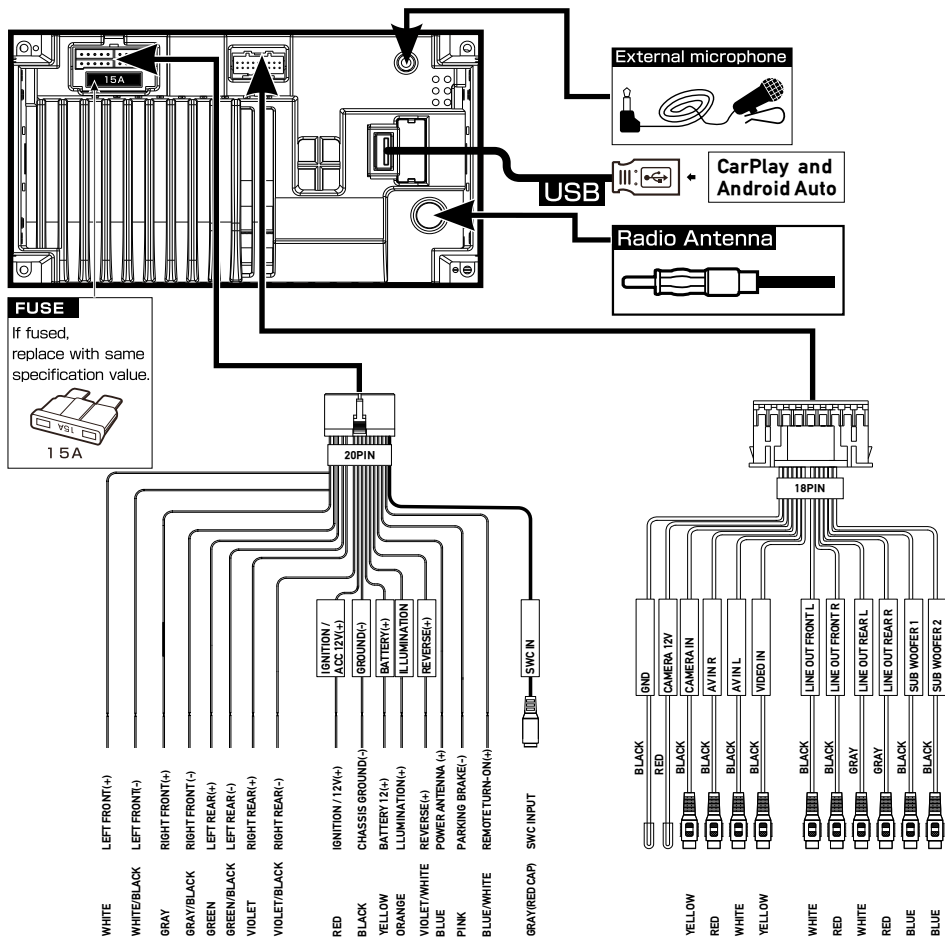 15A
External microphone
USB
CarPlay and
Android Auto
Radio Antenna
FUSE
If fused,
replace with same
specification value.
15A
15A
20PIN
18PIN
IGNITION /
ACC 12V(+)
GROUND(-)
BATTERY(+)
ILLUMINATION
REVERSE(+)
SWC IN
GND
CAMERA 12V
CAMERA IN
AV IN R
AV IN L
VIDEO IN
LINE OUT FRONT L
LINE OUT FRONT R
LINE OUT REAR L
LINE OUT REAR R
SUB WOOFER 1
SUB WOOFER 2
BLACK
RED
BLACK
BLACK
BLACK
BLACK
BLACK
BLACK
GRAY
GRAY
BLACK
BLACK
WHITE LEFT FRONT(+)
WHITE/BLACK LEFT FRONT(-)
GRAY RIGHT FRONT(+)
GRAY/BLACK RIGHT FRONT(-)
GREEN LEFT REAR(+)
GREEN/BLACK LEFT REAR(-)
VIOLET RIGHT REAR(+)
VIOLET/BLACK RIGHT REAR(-)
RED IGNITION / 12V(+)
BLACK CHASSIS GROUND(-)
YELLOW BATTERY 12(+)
ORANGE LLUMINATION(+)
VIOLET/WHITE REVERSE(+)
BLUE POWER ANTENNA (+)
PINK PARKING BRAKE(-)
BLUE/WHITE REMOTE TURN-ON(+)
GRAY(RED CAP) SWC INPUT
YELLOW
RED
WHITE
YELLOW
WHITE
RED
WHITE
RED
BLUE
BLUE